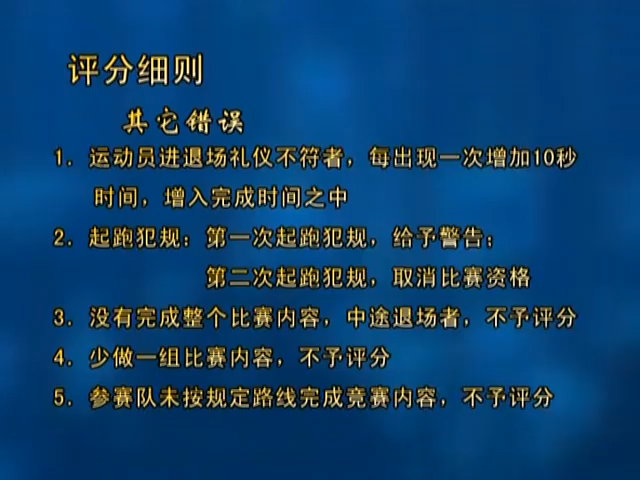 评分细则
其它错误
1. 运动员进退场礼仪不符者，每出现一次增加10秒
时间，增入完成时间之中
2. 起跑犯规：第一次起跑犯规，给予警告；
第二次起跑犯规，取消比赛资格
3. 没有完成整个比赛内容，中途退场者，不予评分
4. 少做一组比赛内容，不予评分
5. 参赛队未按规定路线完成竞赛内容，不予评分